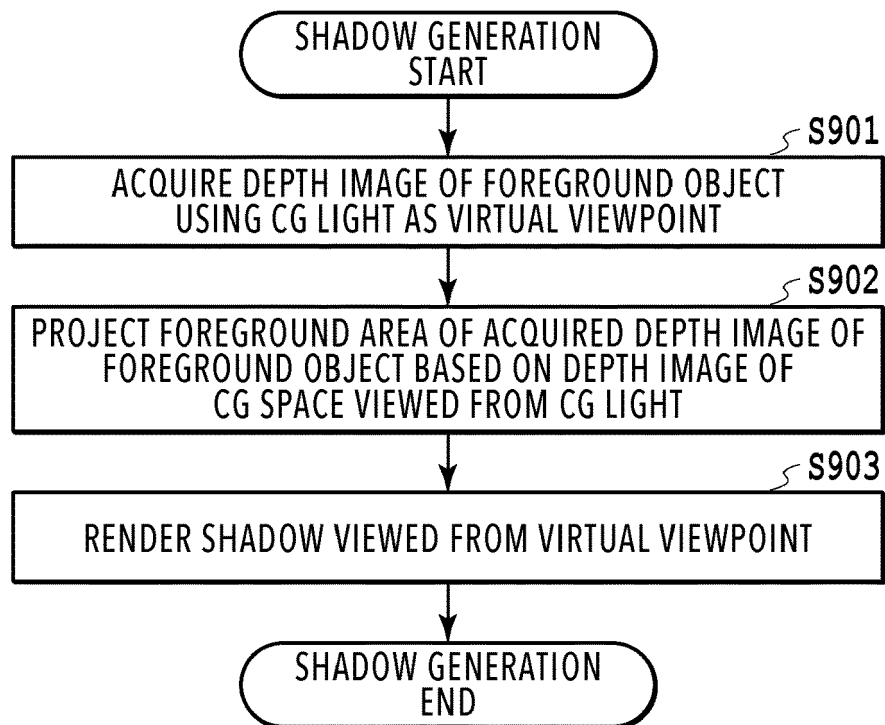 SHADOW GENERATION
START
S901
ACQUIRE DEPTH IMAGE OF FOREGROUND OBJECT
USING CG LIGHT AS VIRTUAL VIEWPOINT
S902
PROJECT FOREGROUND AREA OF ACQUIRED DEPTH IMAGE OF
FOREGROUND OBJECT BASED ON DEPTH IMAGE OF
CG SPACE VIEWED FROM CG LIGHT
S903
RENDER SHADOW VIEWED FROM VIRTUAL VIEWPOINT
SHADOW GENERATION
END